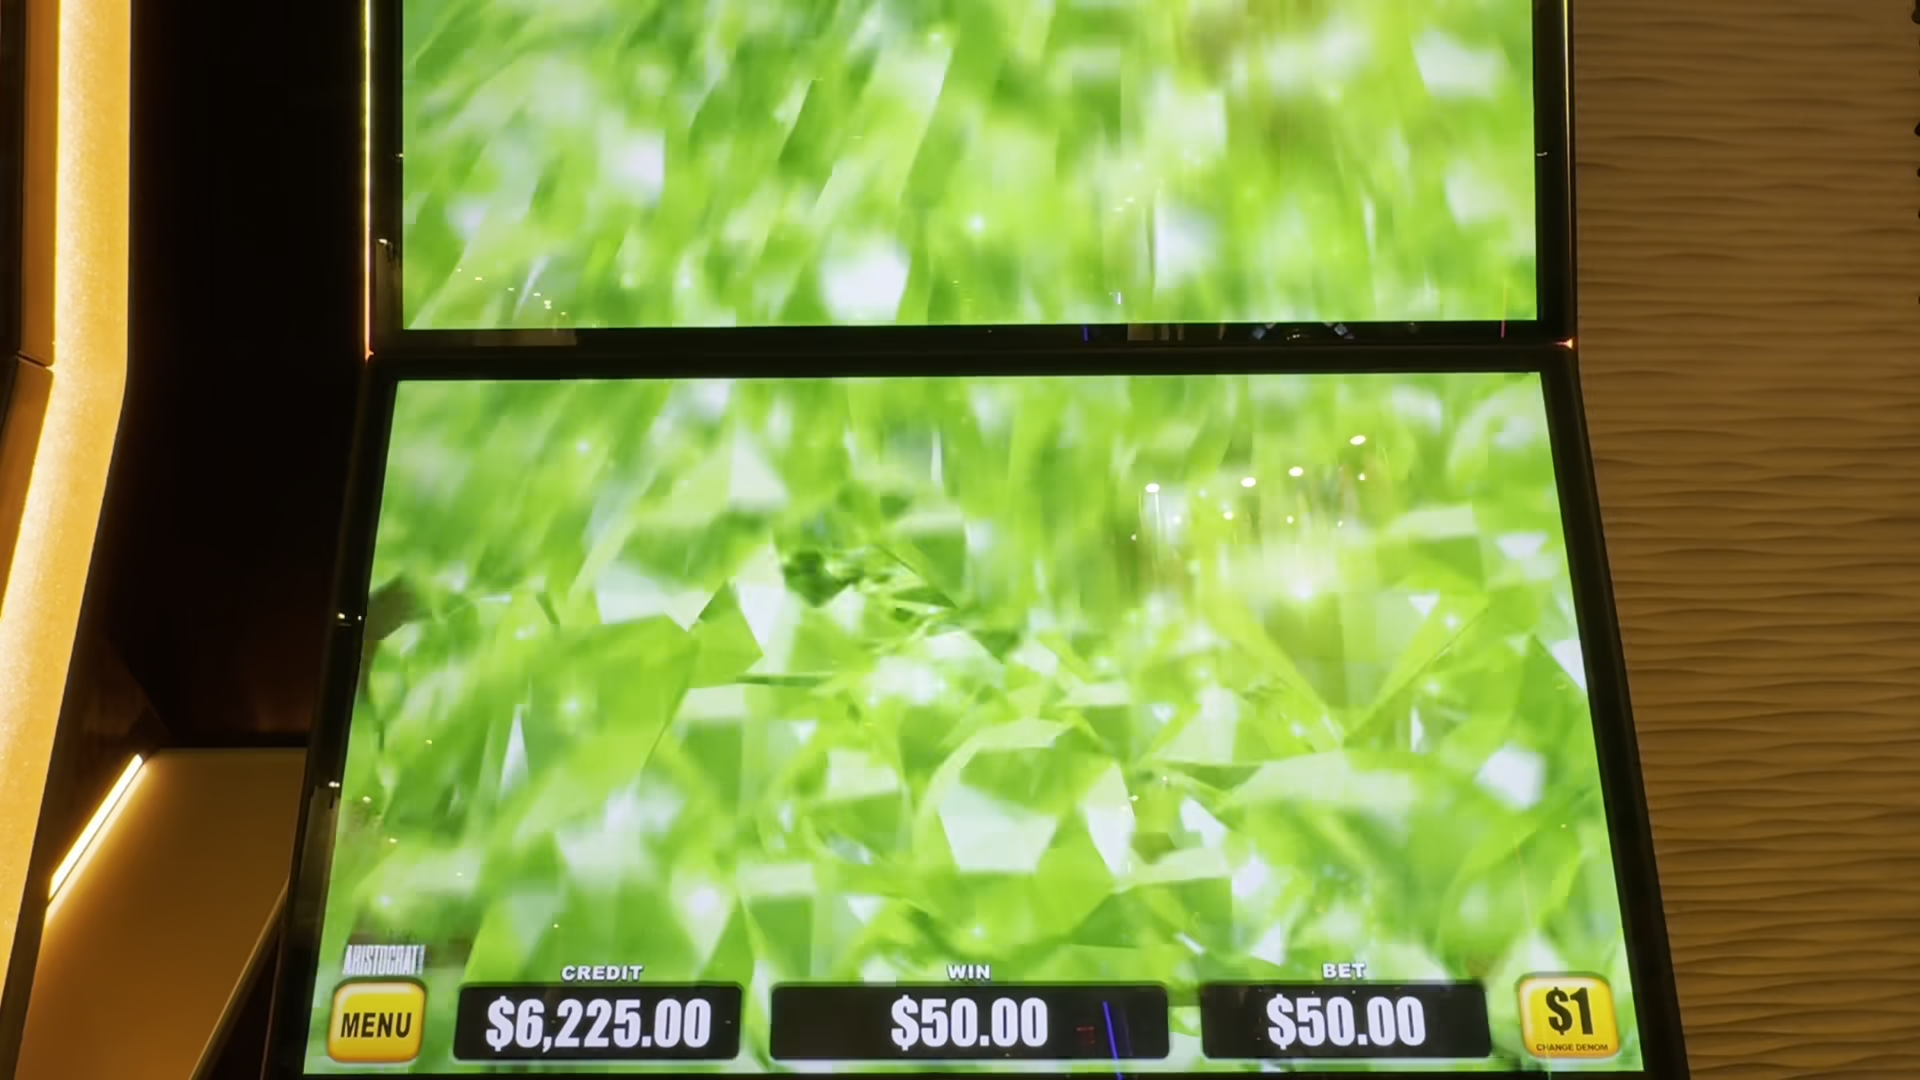 ARISTOCRAT
CREDIT WIN BET
MENU $6,225.00 $50.00 $50.00 $1
CHANGE DENOM